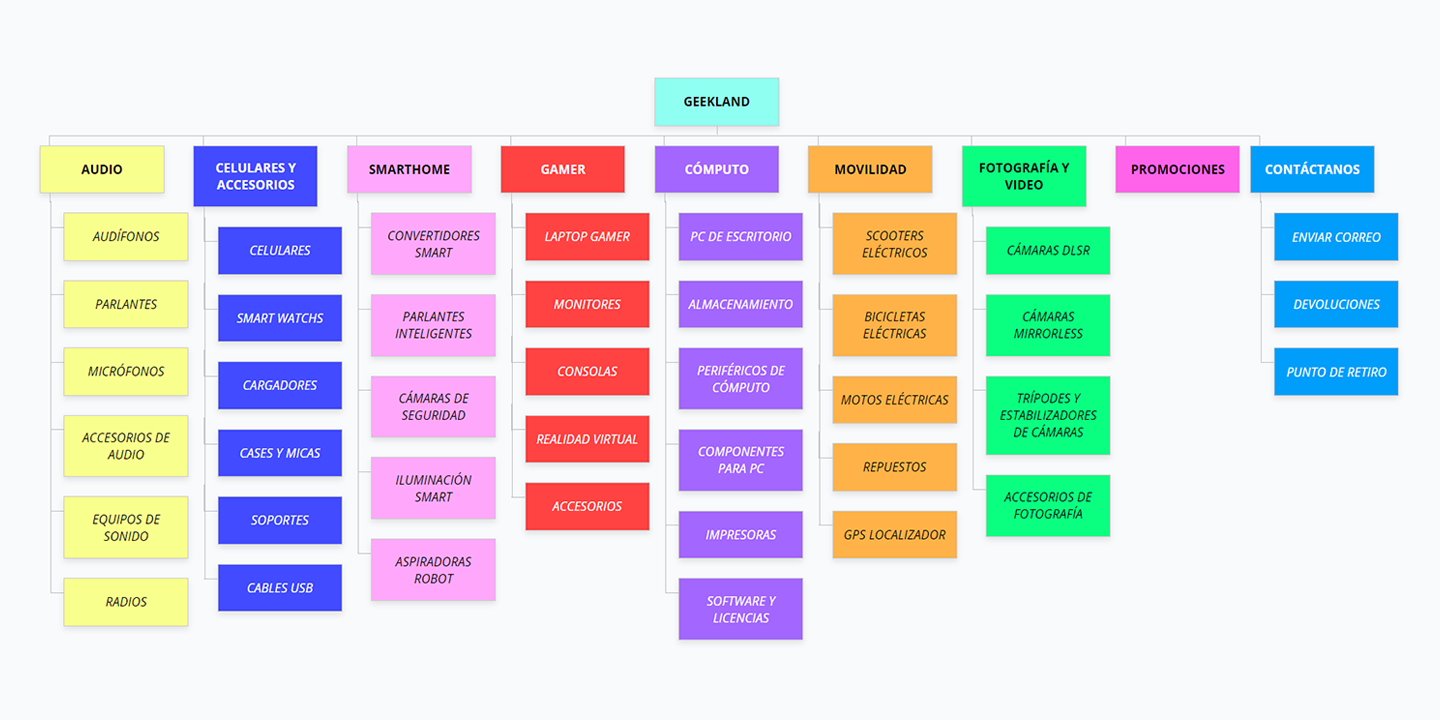 GEEKLAND
AUDIO
AUDÍFONOS
PARLANTES
MICRÓFONOS
ACCESORIOS DE
AUDIO
EQUIPOS DE
SONIDO
RADIOS
CELULARES Y
ACCESORIOS
CELULARES
SMART WATCHS
CARGADORES
CASES Y MICAS
SOPORTES
CABLES USB
SMARTHOME
CONVERTIDORES
SMART
PARLANTES
INTELIGENTES
CÁMARAS DE
SEGURIDAD
ILUMINACIÓN
SMART
ASPIRADORAS
ROBOT
GAMER
LAPTOP GAMER
MONITORES
CONSOLAS
REALIDAD VIRTUAL
ACCESORIOS
CÓMPUTO
PC DE ESCRITORIO
ALMACENAMIENTO
PERIFÉRICOS DE
CÓMPUTO
COMPONENTES
PARA PC
IMPRESORAS
SOFTWARE Y
LICENCIAS
MOVILIDAD
SCOOTERS
ELÉCTRICOS
BICICLETAS
ELÉCTRICAS
MOTOS ELÉCTRICAS
REPUESTOS
GPS LOCALIZADOR
FOTOGRAFÍA Y
VIDEO
CÁMARAS DLSR
CÁMARAS
MIRRORLESS
TRÍPODES Y
ESTABILIZADORES
DE CÁMARAS
ACCESORIOS DE
FOTOGRAFÍA
PROMOCIONES
CONTÁCTANOS
ENVIAR CORREO
DEVOLUCIONES
PUNTO DE RETIRO